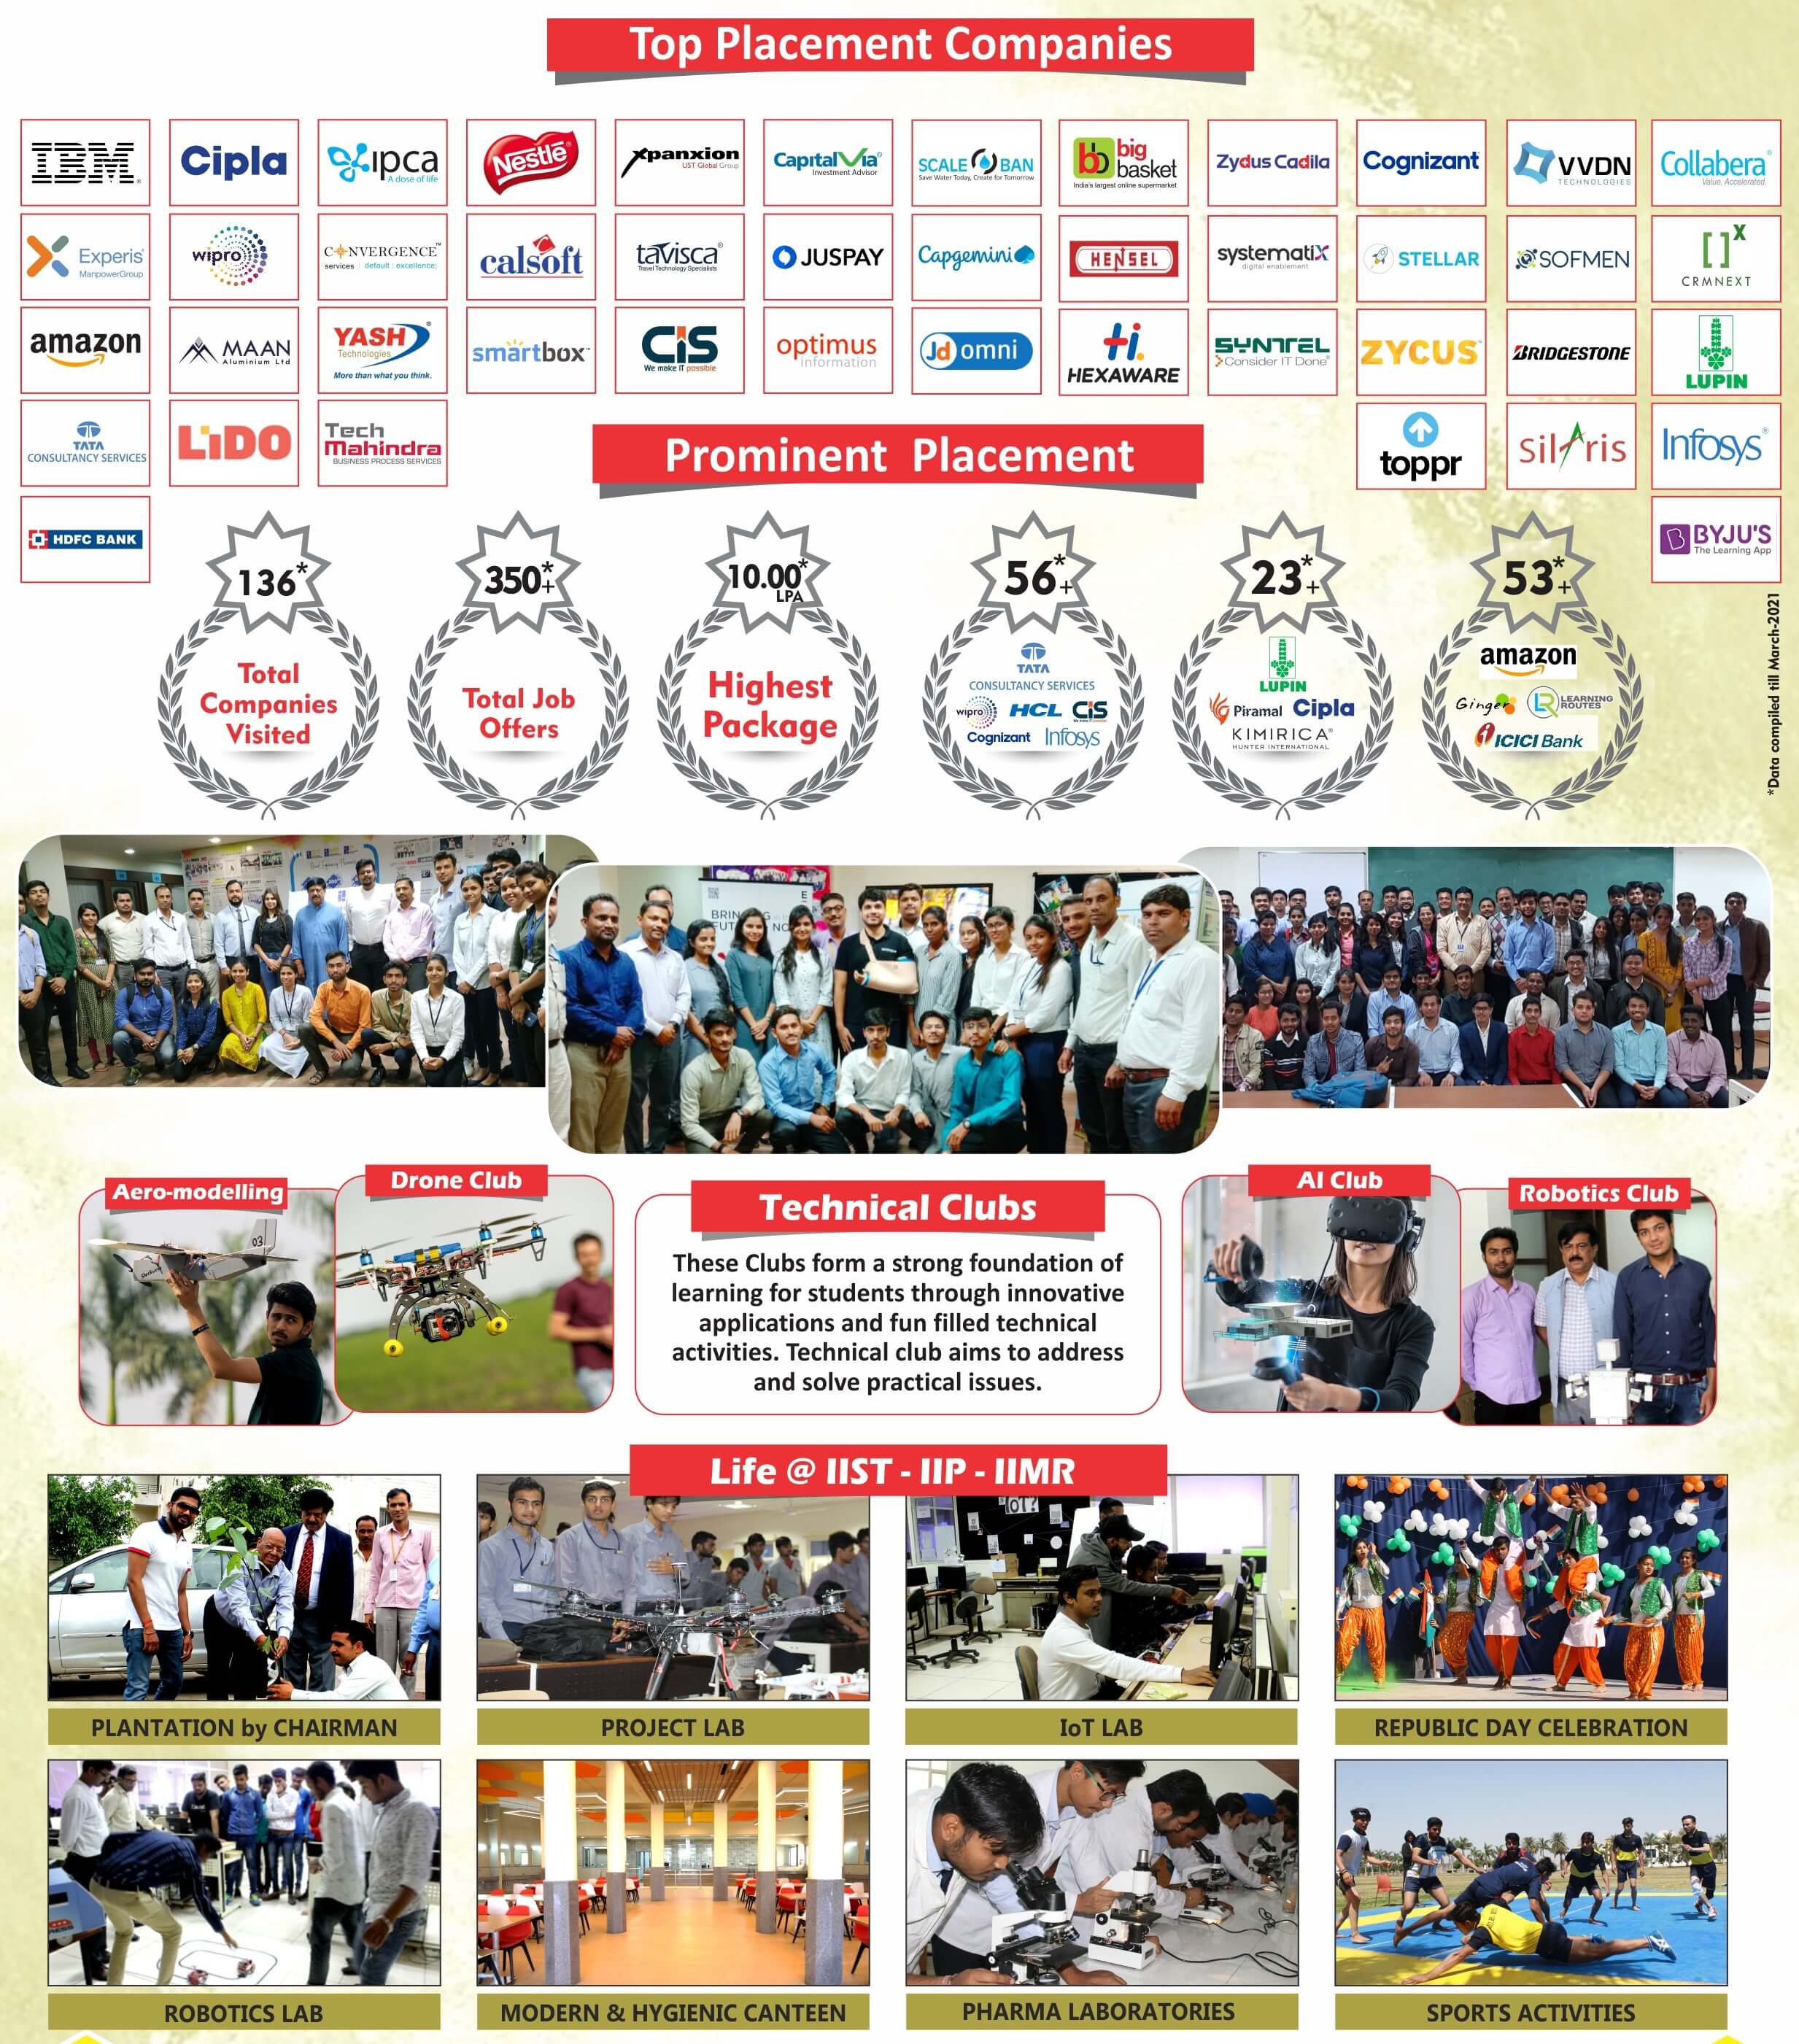 Top Placement Companies
IBM
Cipla
ipca
A dose of life
Nestlé
xpanxion
UST Global Group
CapitalVia
Investment Advisor
SCALE BAN
Save Water Today, Create for Tomorrow
bb big
basket
India's largest online supermarket
Zydus Cadila
Cognizant
VVDN
TECHNOLOGIES
Collabera
Value. Accelerated.
Experis
ManpowerGroup
wipro
CONVERGENCE™
services | default : excellence;
calsoft
tavisca
Travel Technology Specialists
JUSPAY
Capgemini
HENSEL
systematix
digital enablement
STELLAR
SOFMEN
[]x
CRMNEXT
amazon
MAAN
Aluminium Ltd
YASH
Technologies
More than what you think.
smartbox
CiS
We make IT possible
optimus
information
Jd omni
Hi.
HEXAWARE
SYNTEL
Consider IT Done
ZYCUS
BRIDGESTONE
LUPIN
TATA
CONSULTANCY SERVICES
LiDO
Tech
Mahindra
BUSINESS PROCESS SERVICES
Prominent Placement
toppr
silaris
Infosys
HDFC BANK
BYJU'S
The Learning App
136*
Total
Companies
Visited
350*+
Total Job
Offers
10.00*
LPA
Highest
Package
56*+
TATA
CONSULTANCY SERVICES
wipro HCL CiS
Cognizant Infosys
23*+
LUPIN
Piramal Cipla
KIMIRICA
HUNTER INTERNATIONAL
53*+
amazon
Ginger LR LEARNING
ROUTES
ICICI Bank
*Data compiled till March-2021
Aero-modelling
03
Drone Club
Technical Clubs
These Clubs form a strong foundation of
learning for students through innovative
applications and fun filled technical
activities. Technical club aims to address
and solve practical issues.
AI Club
Robotics Club
Life @ IIST - IIP - IIMR
IOT?
PLANTATION by CHAIRMAN
PROJECT LAB
IoT LAB
REPUBLIC DAY CELEBRATION
ROBOTICS LAB
MODERN & HYGIENIC CANTEEN
PHARMA LABORATORIES
SPORTS ACTIVITIES